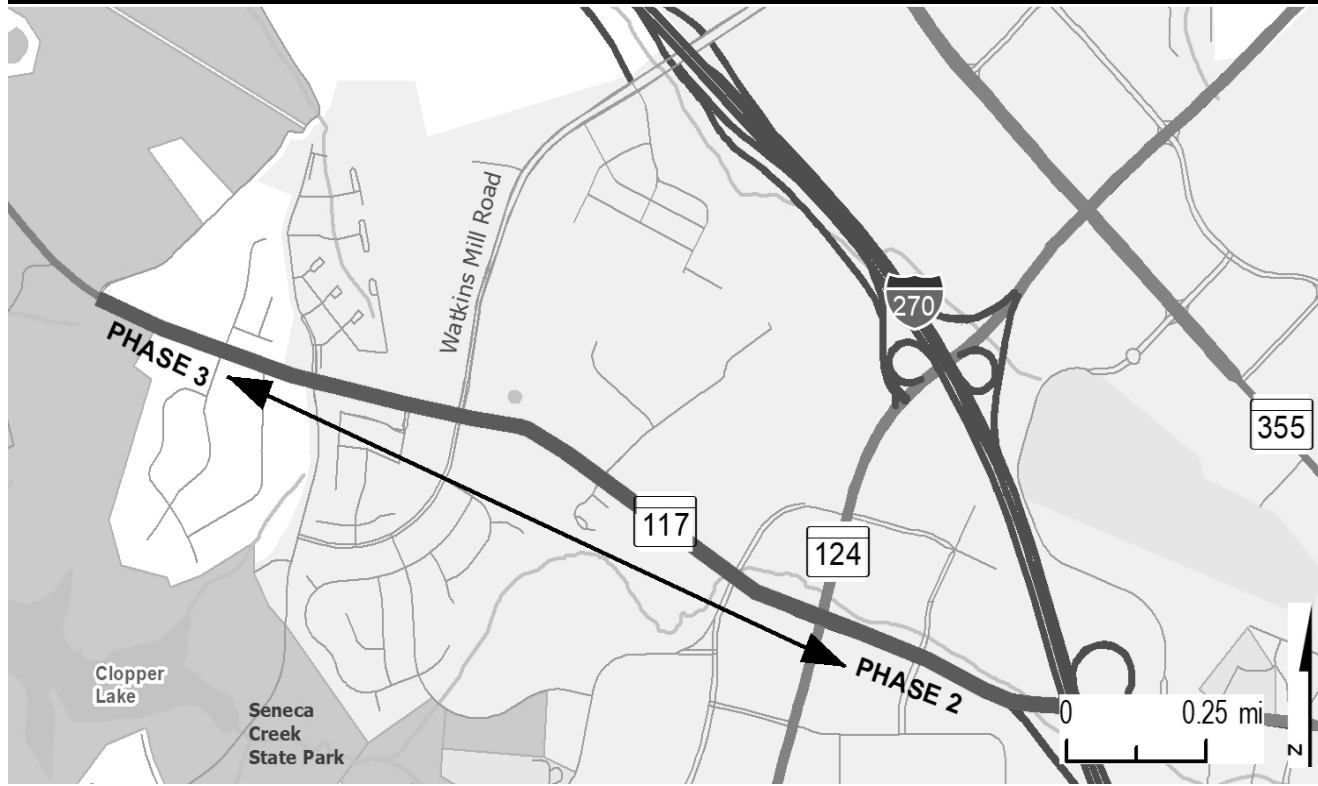 Watkins Mill Road
270
PHASE 3
355
117
124
PHASE 2
Clopper
Lake
Seneca
Creek
State Park
0 0.25 mi
N